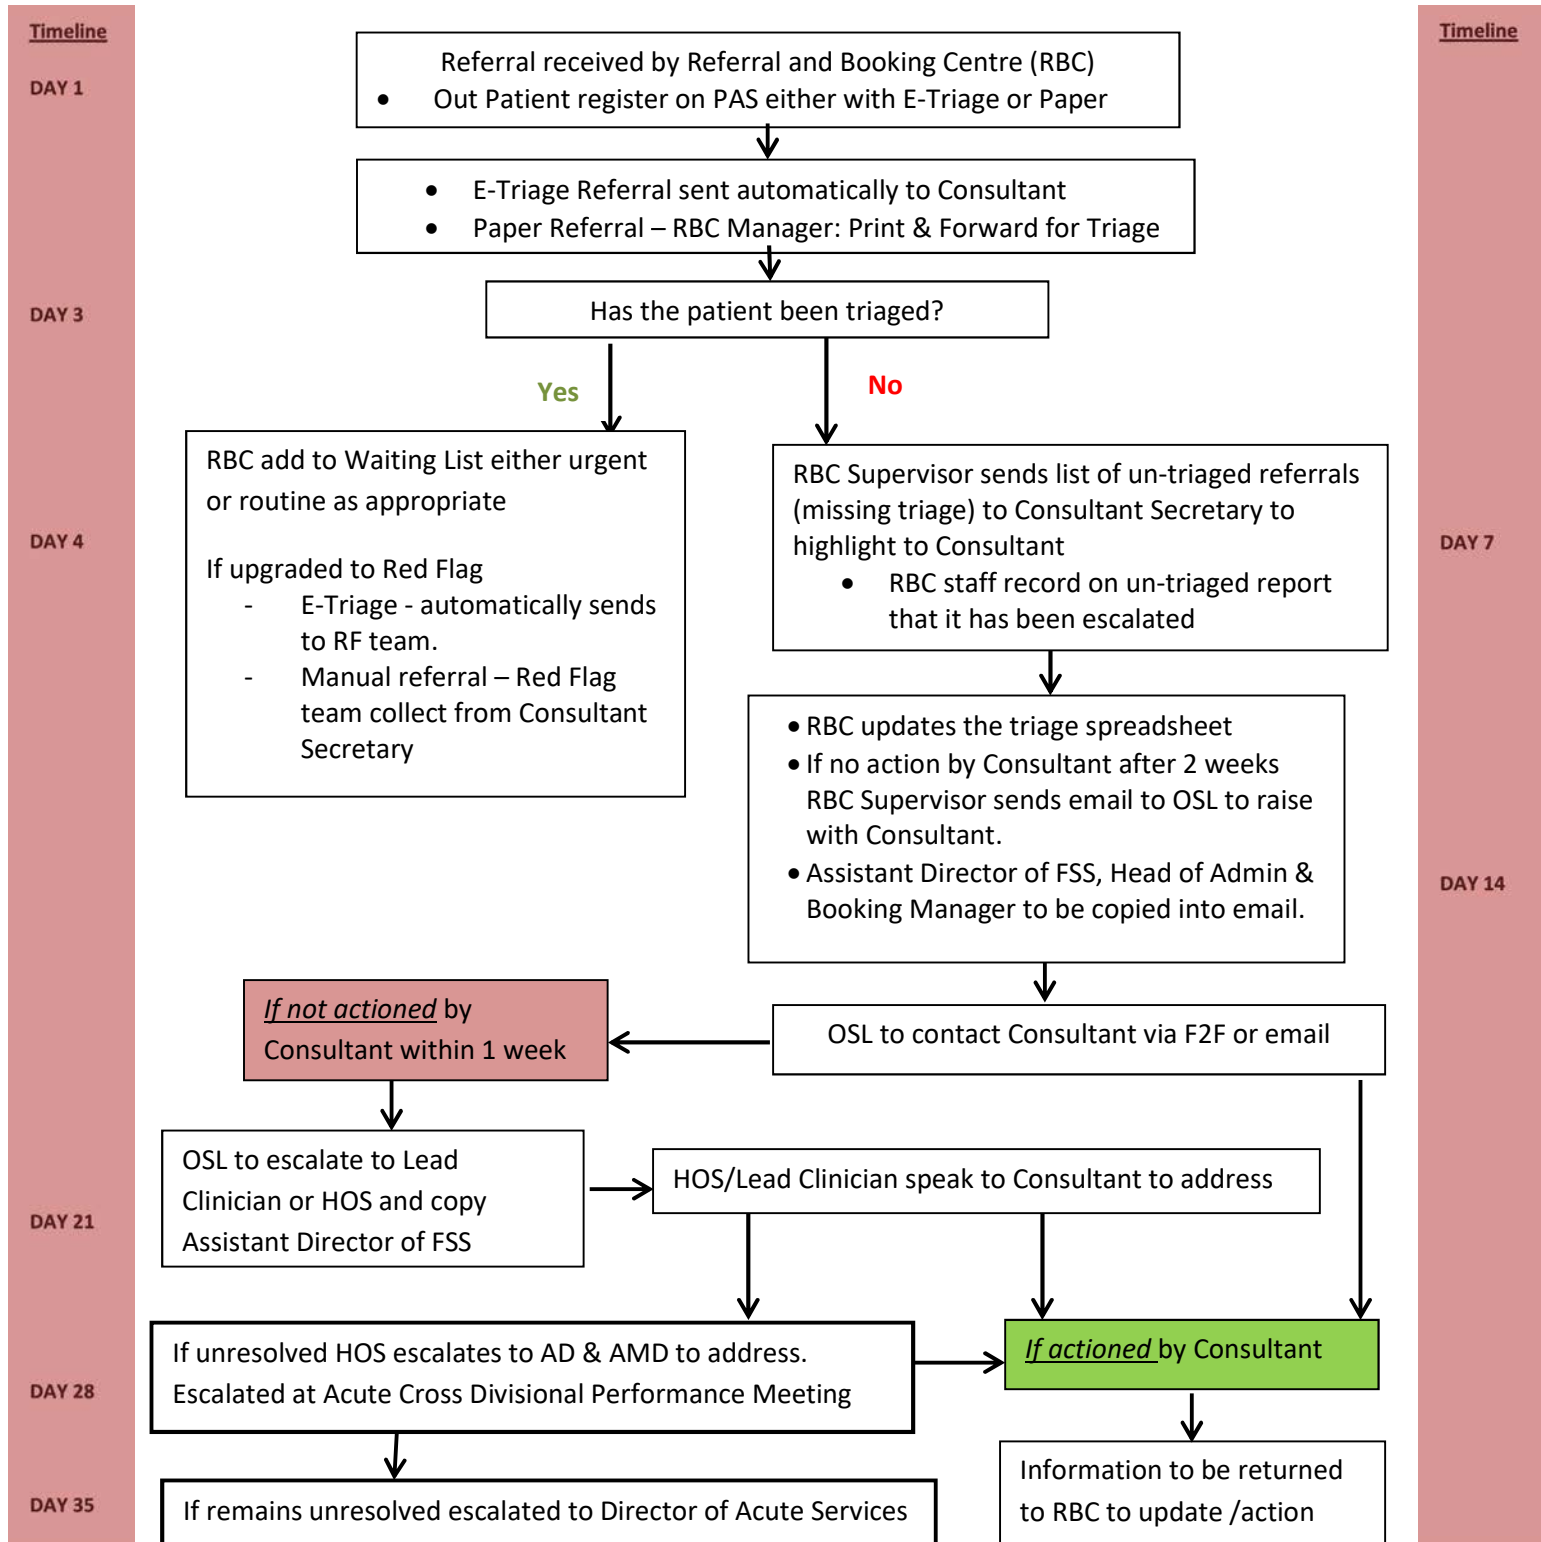 Timeline
Timeline
DAY 1
Referral received by Referral and Booking Centre (RBC)
• Out Patient register on PAS either with E-Triage or Paper
• E-Triage Referral sent automatically to Consultant
• Paper Referral – RBC Manager: Print & Forward for Triage
DAY 3
Has the patient been triaged?
Yes
No
DAY 4
RBC add to Waiting List either urgent
or routine as appropriate
If upgraded to Red Flag
- E-Triage - automatically sends
to RF team.
- Manual referral – Red Flag
team collect from Consultant
Secretary
RBC Supervisor sends list of un-triaged referrals
(missing triage) to Consultant Secretary to
highlight to Consultant
• RBC staff record on un-triaged report
that it has been escalated
DAY 7
• RBC updates the triage spreadsheet
• If no action by Consultant after 2 weeks
RBC Supervisor sends email to OSL to raise
with Consultant.
• Assistant Director of FSS, Head of Admin &
Booking Manager to be copied into email.
DAY 14
If not actioned by
Consultant within 1 week
OSL to contact Consultant via F2F or email
DAY 21
OSL to escalate to Lead
Clinician or HOS and copy
Assistant Director of FSS
HOS/Lead Clinician speak to Consultant to address
DAY 28
If unresolved HOS escalates to AD & AMD to address.
Escalated at Acute Cross Divisional Performance Meeting
If actioned by Consultant
DAY 35
If remains unresolved escalated to Director of Acute Services
Information to be returned
to RBC to update /action